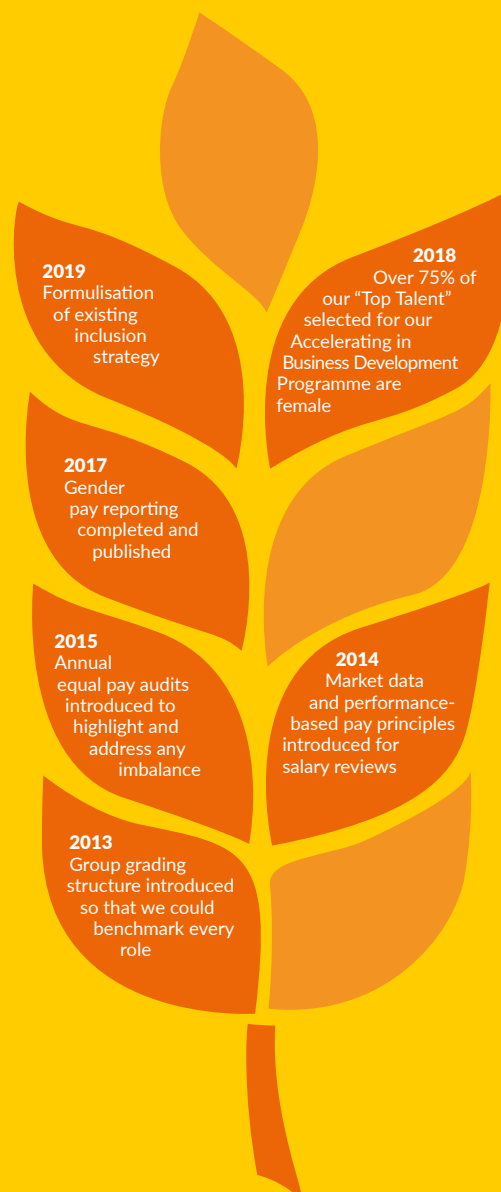 2019
Formulisation
of existing
inclusion
strategy
2018
Over 75% of
our “Top Talent”
selected for our
Accelerating in
Business Development
Programme are
female
2017
Gender
pay reporting
completed and
published
2015
Annual
equal pay audits
introduced to
highlight and
address any
imbalance
2014
Market data
and performance-
based pay principles
introduced for
salary reviews
2013
Group grading
structure introduced
so that we could
benchmark every
role